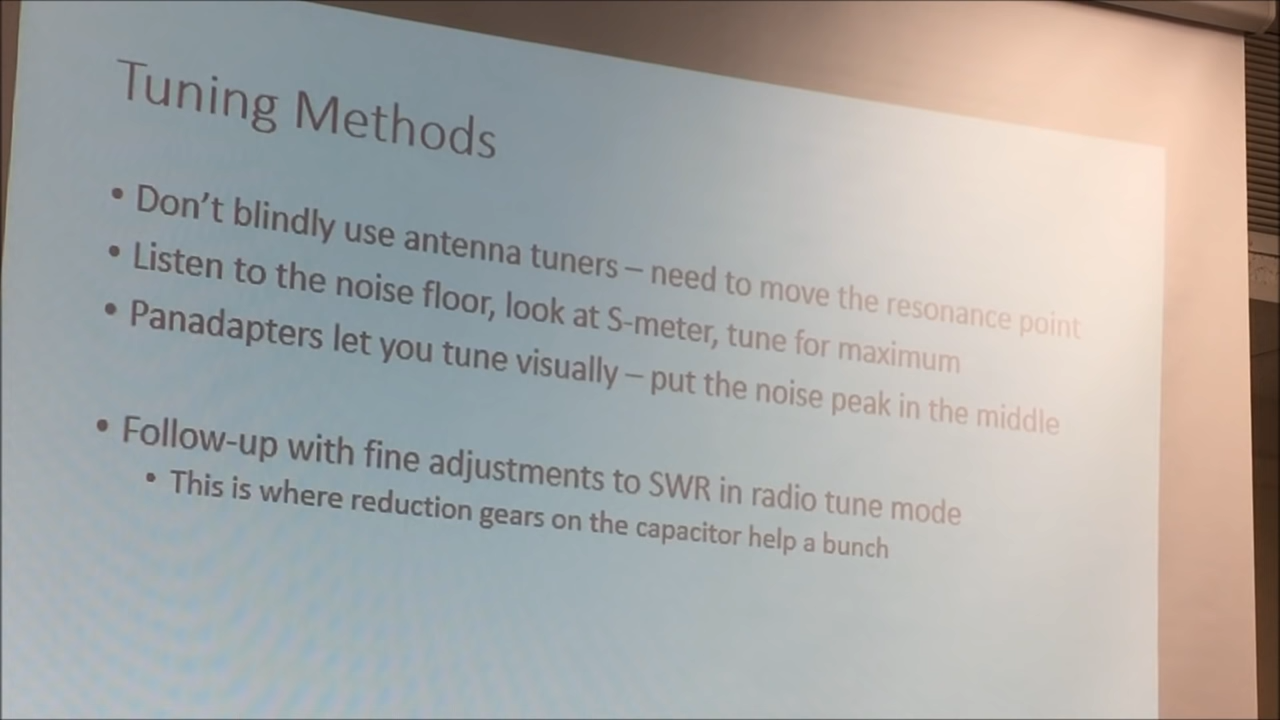 Tuning Methods
• Don't blindly use antenna tuners – need to move the resonance point
• Listen to the noise floor, look at S-meter, tune for maximum
• Panadapters let you tune visually – put the noise peak in the middle
• Follow-up with fine adjustments to SWR in radio tune mode
• This is where reduction gears on the capacitor help a bunch